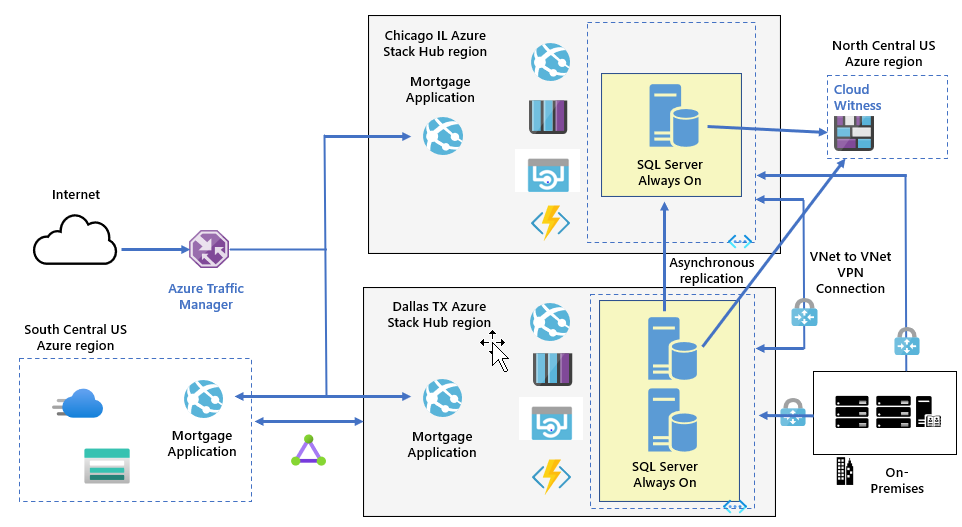 Chicago IL Azure
Stack Hub region
Mortgage
Application
SQL Server
Always On
North Central US
Azure region
Cloud
Witness
Internet
Azure Traffic
Manager
Asynchronous
replication
VNet to VNet
VPN
Connection
South Central US
Azure region
Mortgage
Application
Dallas TX Azure
Stack Hub region
Mortgage
Application
SQL Server
Always On
On-
Premises